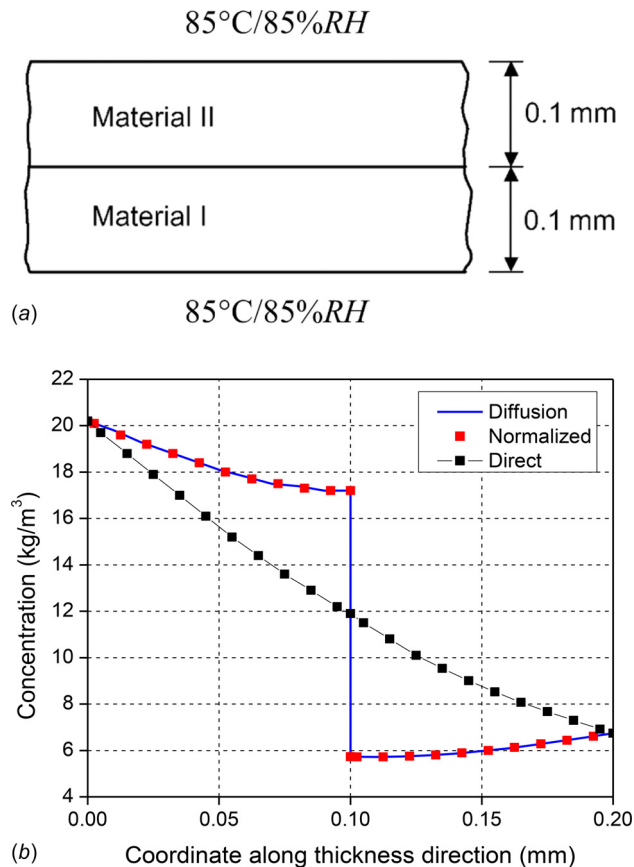 85°C/85%RH
Material II
0.1 mm
Material I
0.1 mm
(a)
85°C/85%RH
22
20
18
16
14
12
10
8
6
4
Concentration (kg/m³)
Diffusion
Normalized
Direct
0.00
0.05
0.10
0.15
0.20
(b)
Coordinate along thickness direction (mm)